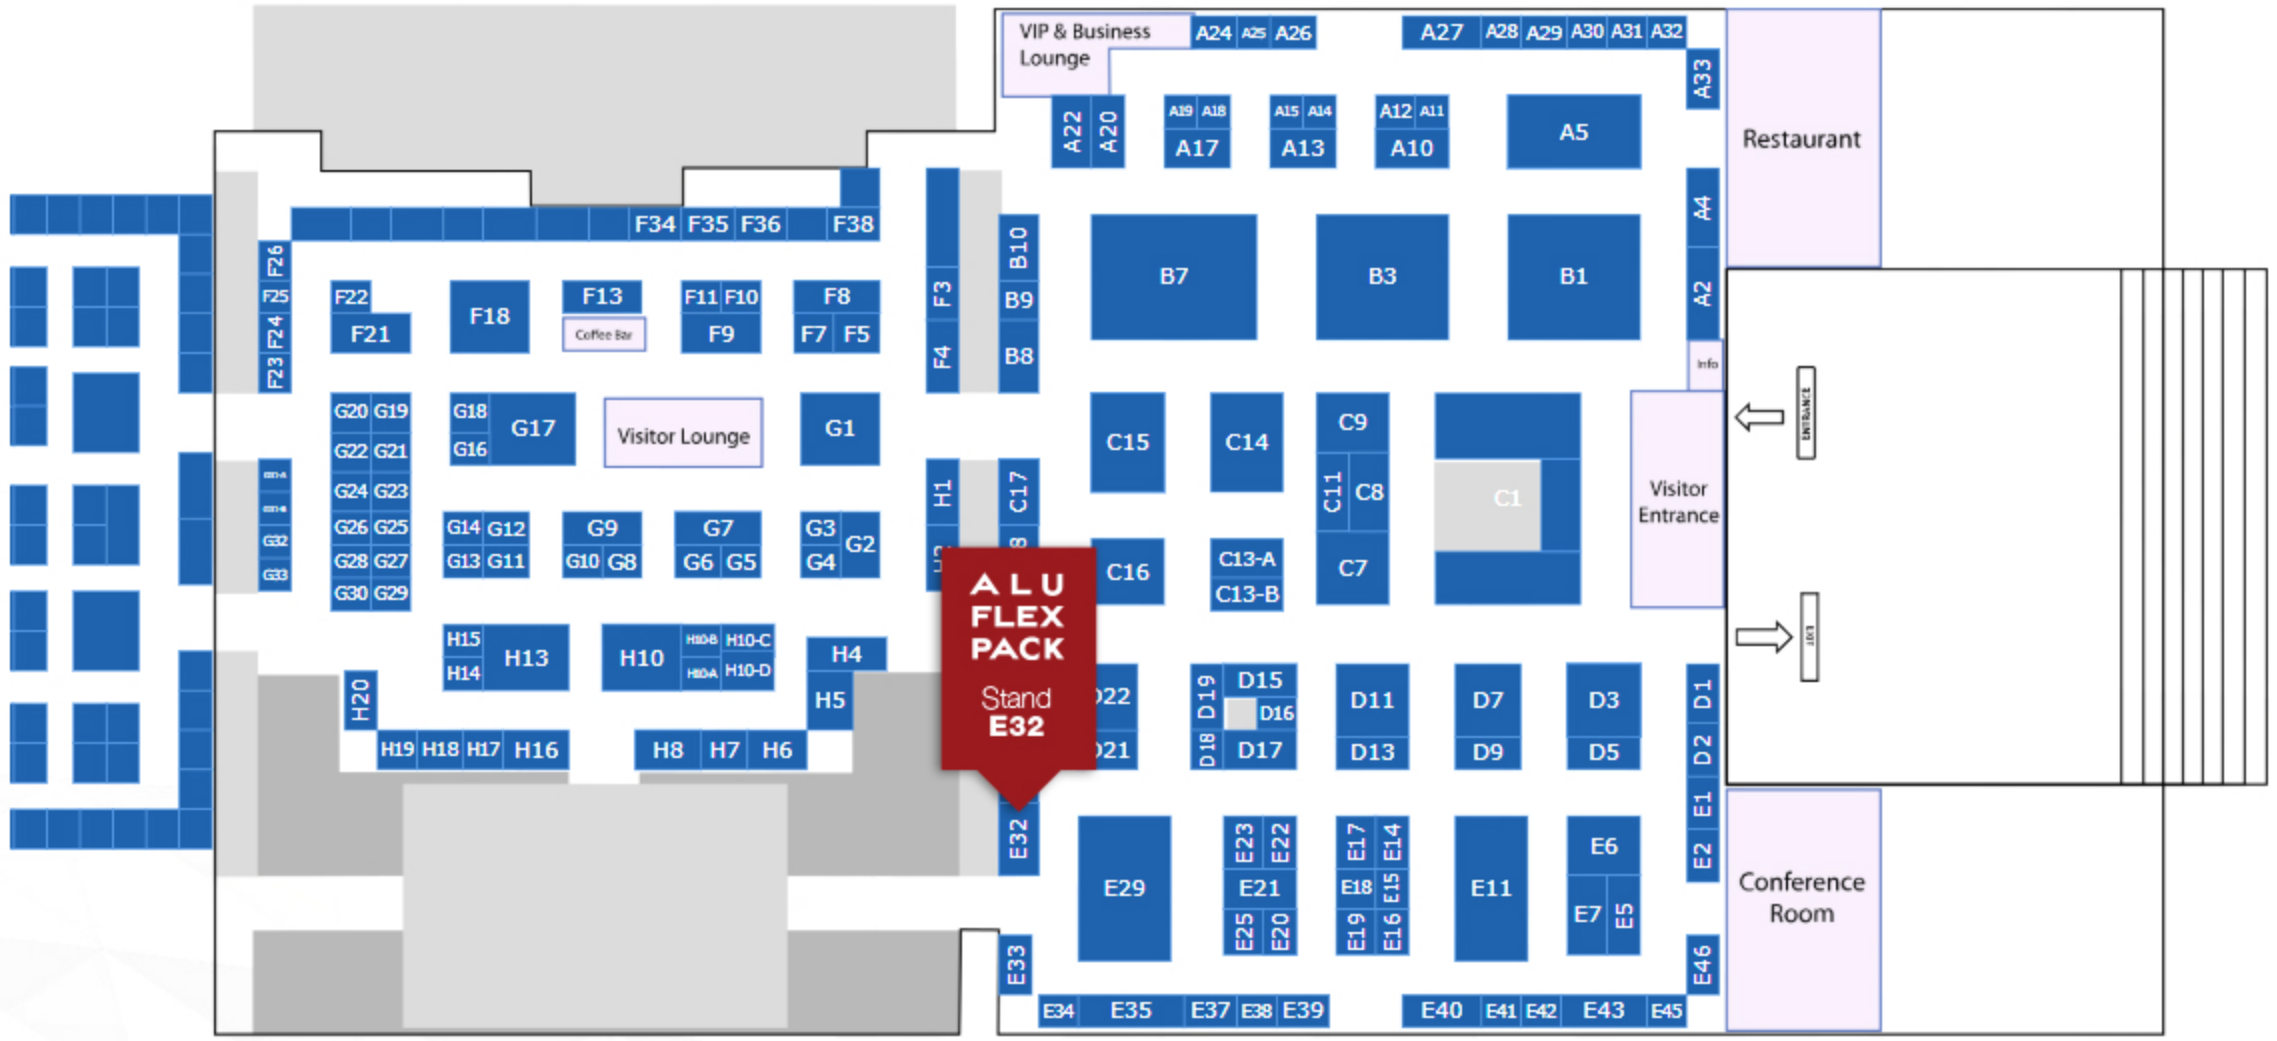 VIP & Business
Lounge
A24 A25 A26
A27 A28 A29 A30 A31 A32
A33
Restaurant
A22 A20
A19 A18
A17
A15 A14
A13
A12 A11
A10
A5
A4
A2
F34 F35 F36 F38
F26
F25
F24
F23
F22
F21
F18
F13
Coffee Bar
F11 F10
F9
F8
F7 F5
F3
F4
B10
B9
B8
B7
B3
B1
Info
ENTRANCE
EXIT
Visitor
Entrance
G20 G19
G22 G21
G24 G23
G26 G25
G28 G27
G30 G29
G18
G16
G17
Visitor Lounge
G1
G32
G33
G14 G12
G13 G11
G9
G10 G8
G7
G6 G5
G3
G4
G2
H1
C17
C15
C14
C9
C11 C8
C7
C1
C16
C13-A
C13-B
ALU
FLEX
PACK
Stand
E32
H15
H14
H13
H10
H10-B H10-C
H10-A H10-D
H4
H5
H20
H19 H18 H17 H16
H8 H7 H6
D22
D21
D19
D18
D15
D16
D17
D11
D13
D7
D9
D3
D5
D1
D2
E1
E2
E32
E29
E23 E22
E21
E25 E20
E17 E14
E18 E15
E19 E16
E11
E6
E7 E5
Conference
Room
E33
E46
E34 E35 E37 E38 E39
E40 E41 E42 E43 E45